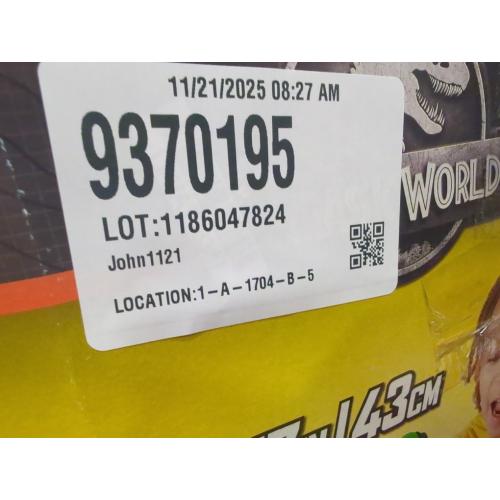 11/21/2025 08:27 AM
9370195
LOT:1186047824
John1121
LOCATION:1-A-1704-B-5
WORLD
43CM